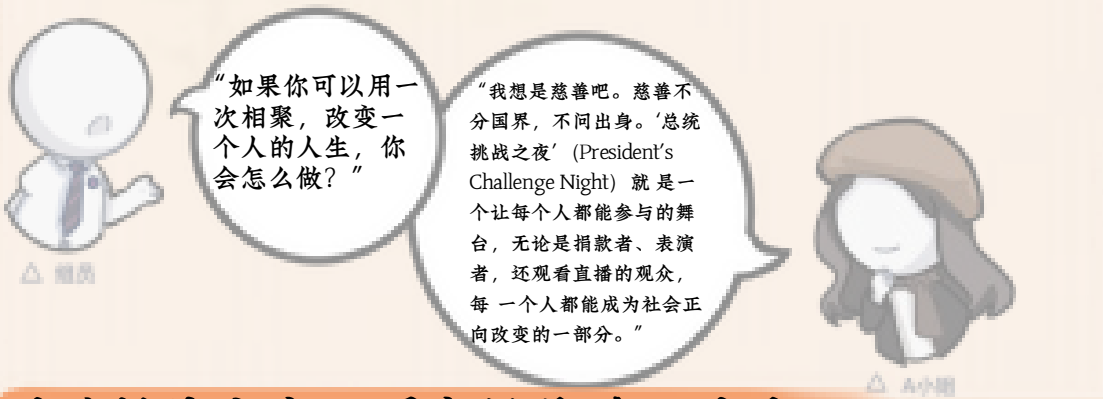 “如果你可以用一
次相聚，改变一
个人的人生，你
会怎么做？”
“我想是慈善吧。慈善不
分国界，不问出身。‘总统
挑战之夜’(President's
Challenge Night) 就 是一
个让每个人都能参与的舞
台，无论是捐款者、表演
者，还观看直播的观众，
每 一个人都能成为社会正
向改变的一部分。”
△ 组员